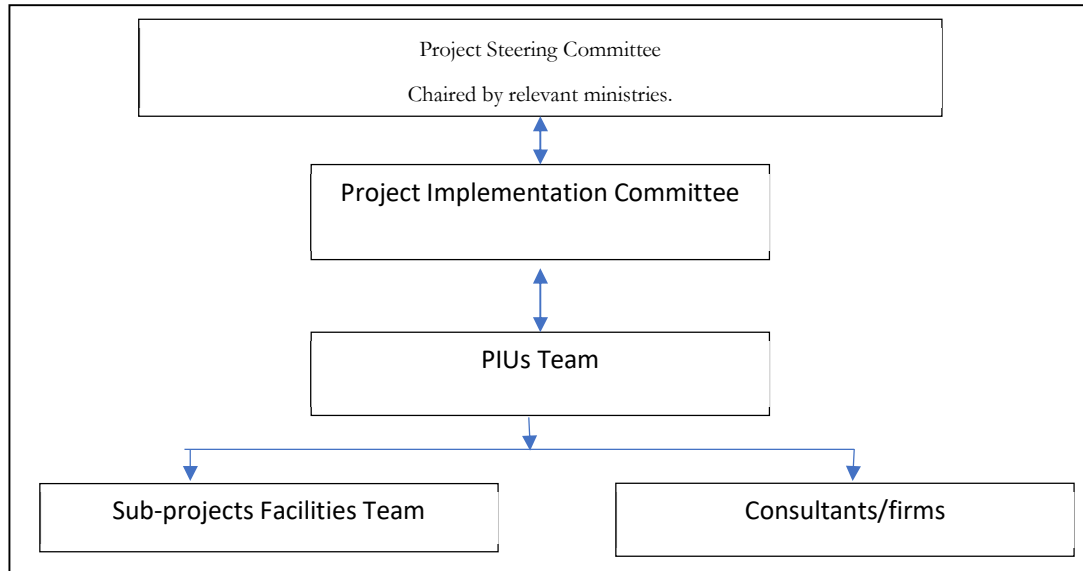 Project Steering Committee
Chaired by relevant ministries.
Project Implementation Committee
PIUs Team
Sub-projects Facilities Team
Consultants/firms